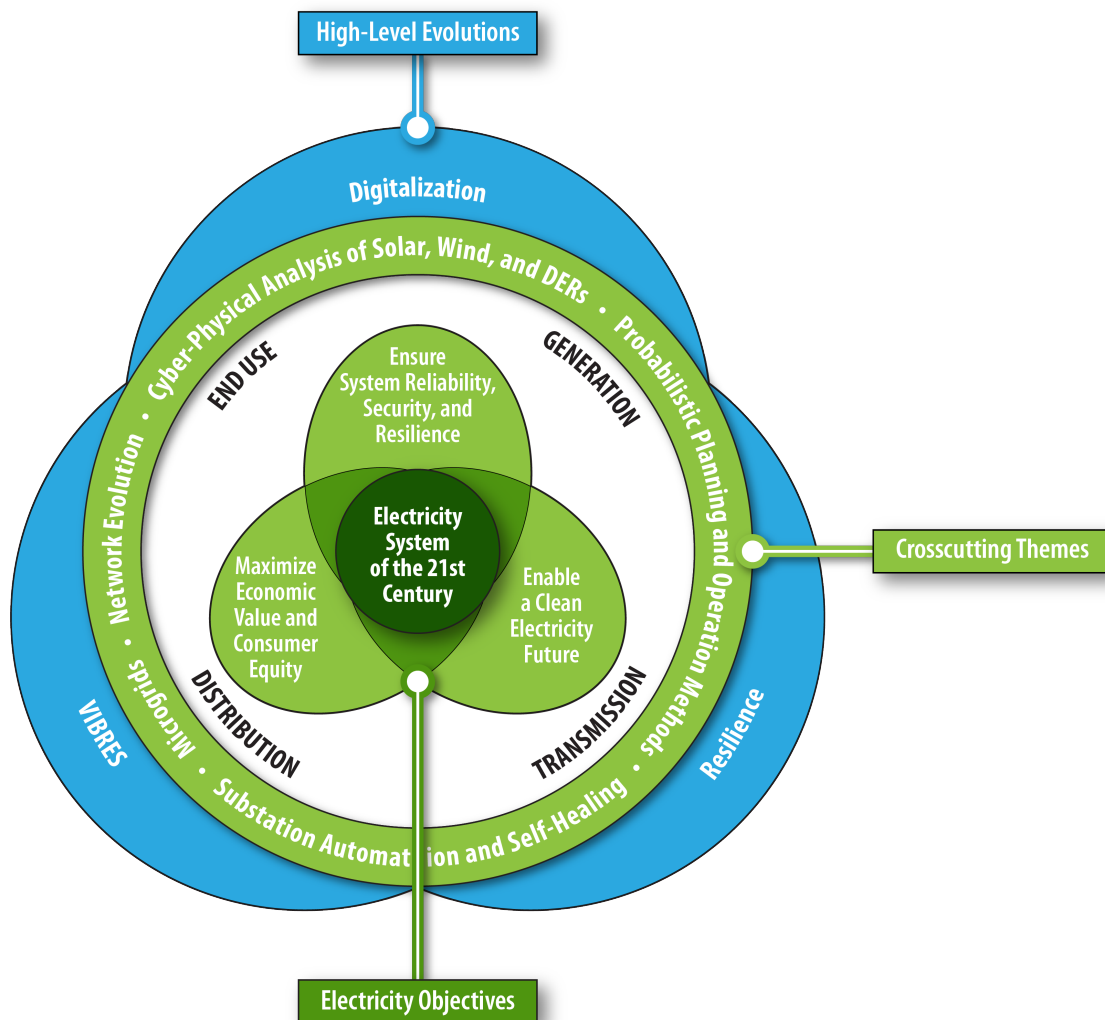 High-Level Evolutions
Digitalization
Cyber-Physical Analysis of Solar, Wind, and DERs • Probabilistic Planning and Operation Methods • Substation Automation and Self-Healing • Microgrids • Network Evolution •
END USE
GENERATION
Ensure
System Reliability,
Security, and
Resilience
Electricity
System
of the 21st
Century
Crosscutting Themes
Maximize
Economic
Value and
Consumer
Equity
Enable
a Clean
Electricity
Future
DISTRIBUTION
TRANSMISSION
VIBRES
Resilience
Electricity Objectives